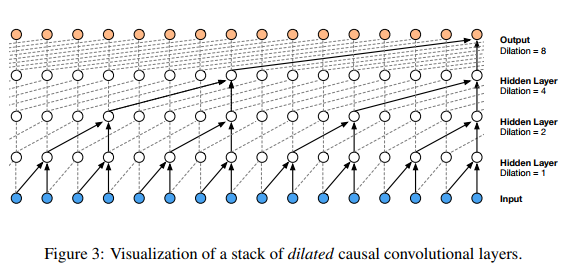 Output
Dilation = 8
Hidden Layer
Dilation = 4
Hidden Layer
Dilation = 2
Hidden Layer
Dilation = 1
Input
Figure 3: Visualization of a stack of dilated causal convolutional layers.